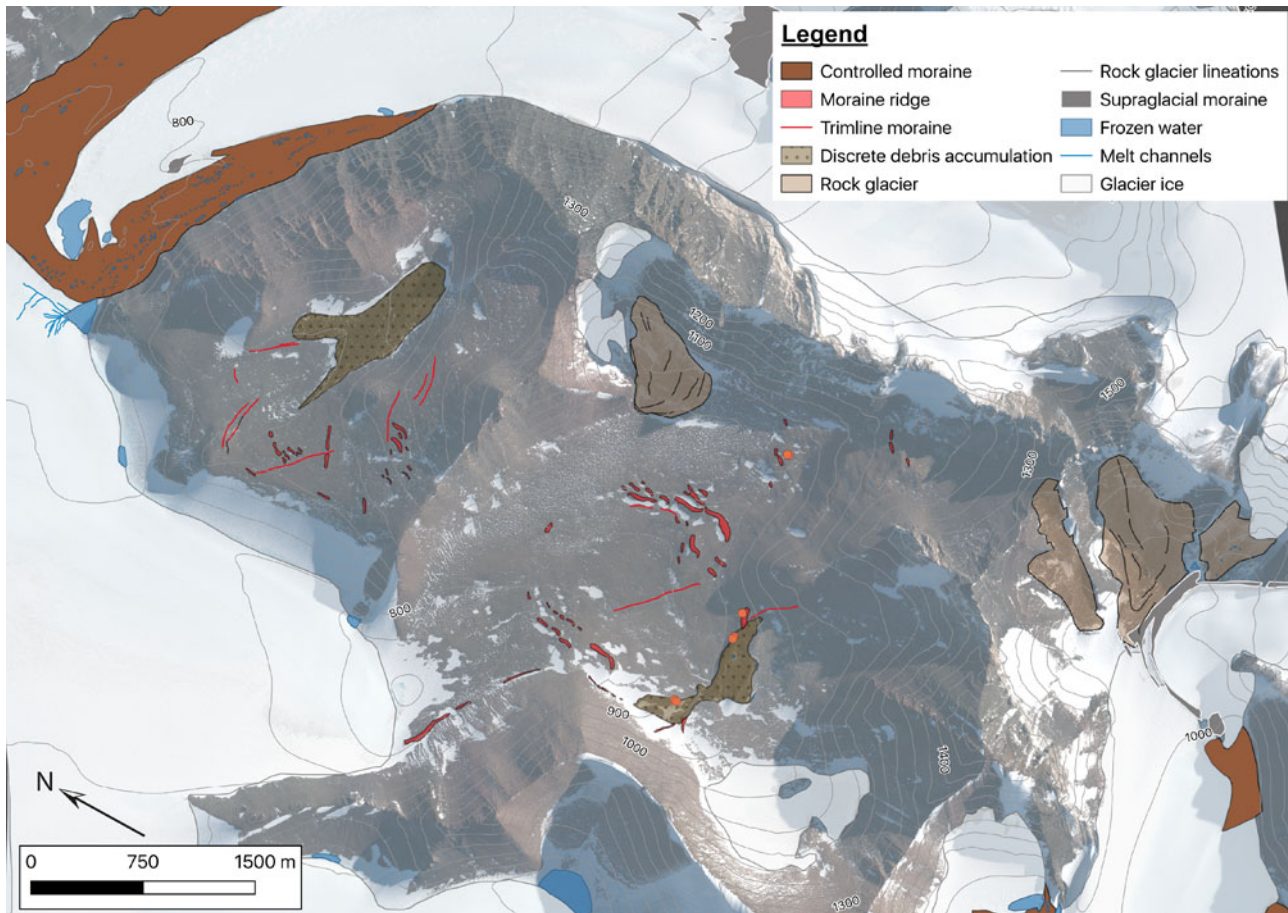 Legend
Controlled moraine
Moraine ridge
Trimline moraine
Discrete debris accumulation
Rock glacier
Rock glacier lineations
Supraglacial moraine
Frozen water
Melt channels
Glacier ice
800
1300
1200
1100
1500
1300
800
900
1000
1000
1400
1300
N
0 750 1500 m